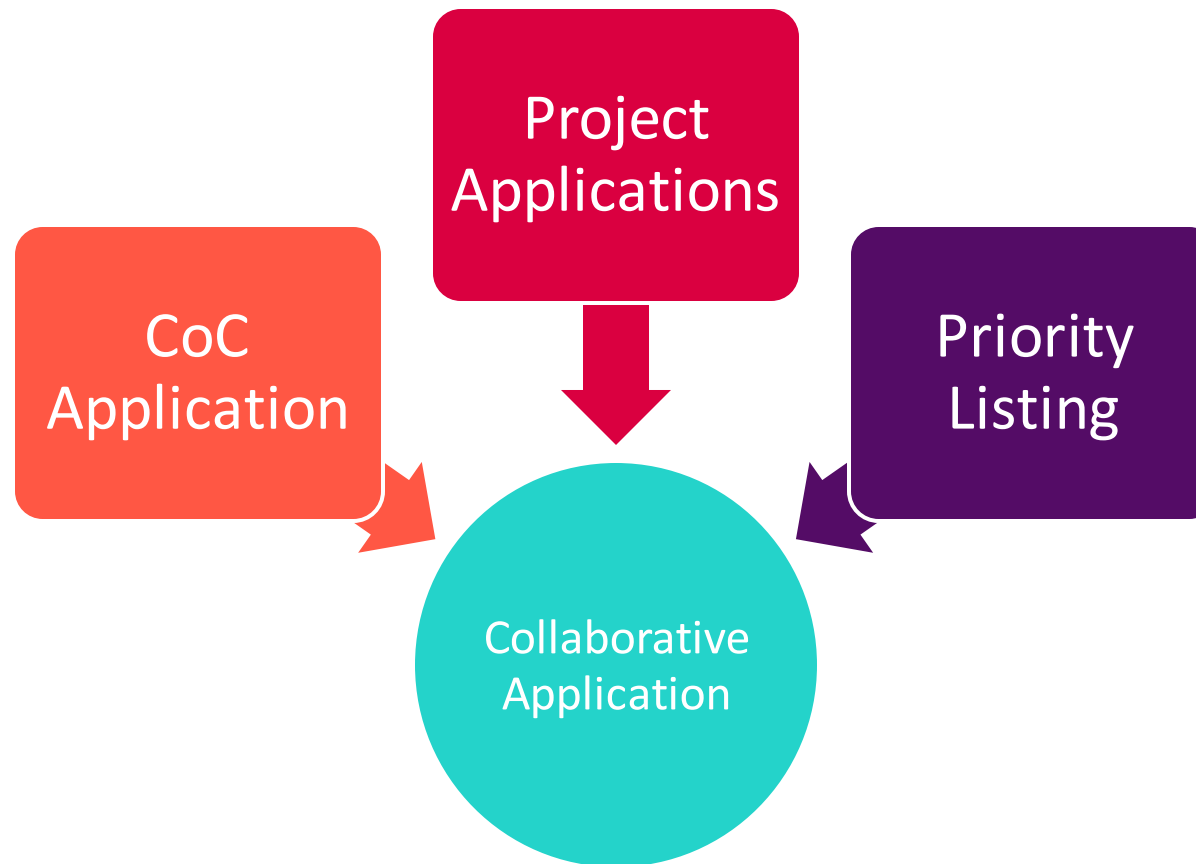 Project
Applications
CoC
Application
Priority
Listing
Collaborative
Application